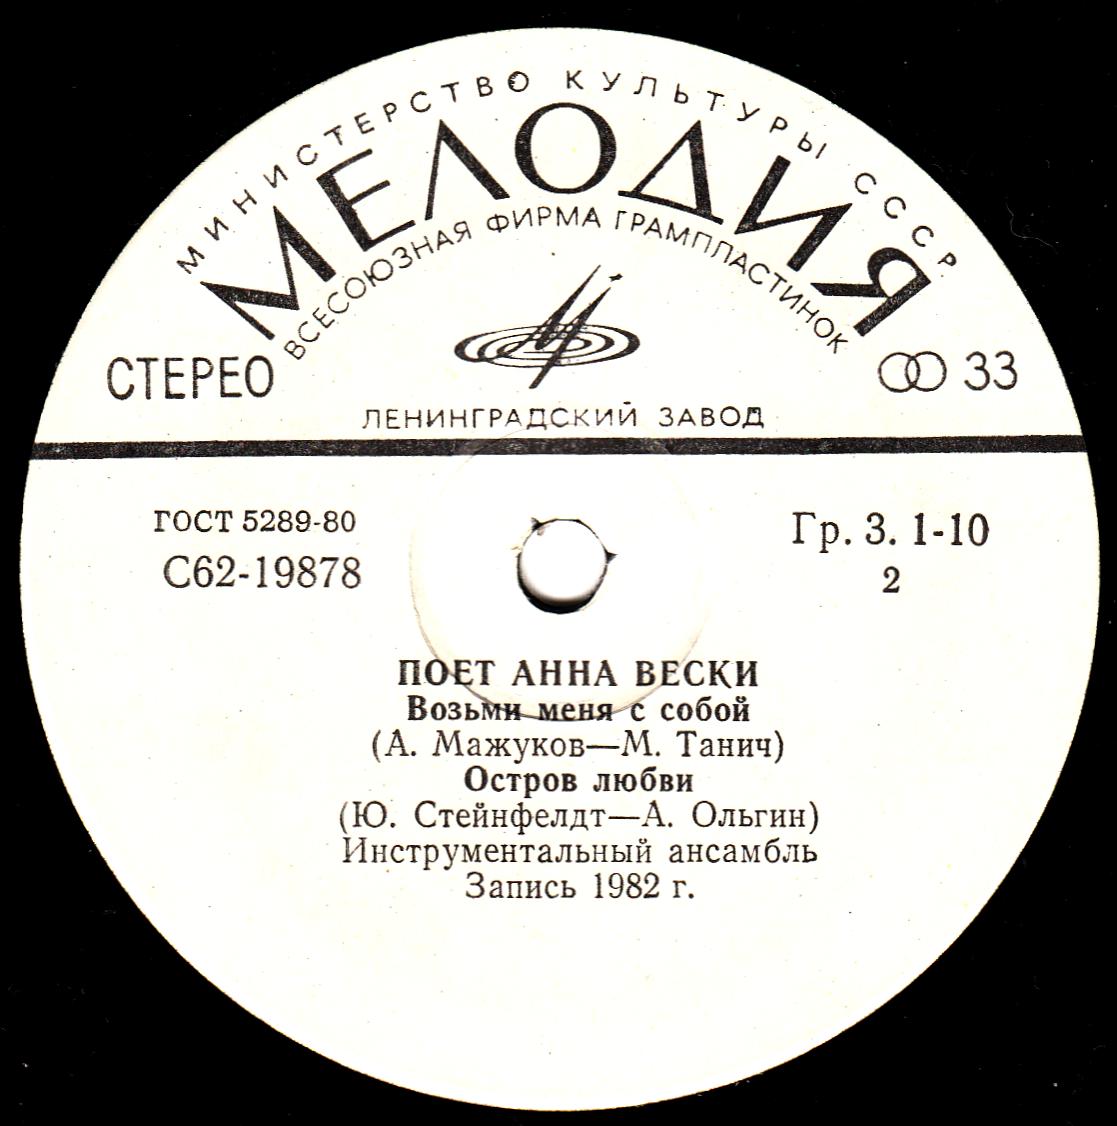 МИНИСТЕРСТВО КУЛЬТУРЫ СССР
МЕЛОДИЯ
ВСЕСОЮЗНАЯ ФИРМА ГРАМПЛАСТИНОК
СТЕРЕО
33
ЛЕНИНГРАДСКИЙ ЗАВОД
ГОСТ 5289-80
Гр. 3. 1-10
С62-19878
2
ПОЕТ АННА ВЕСКИ
Возьми меня с собой
(А. Мажуков—М. Танич)
Остров любви
(Ю. Стейнфелдт—А. Ольгин)
Инструментальный ансамбль
Запись 1982 г.